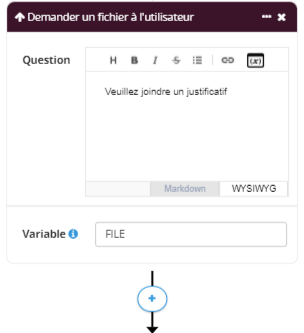 Demander un fichier à l'utilisateur
Question
H B I S (x)
Veuillez joindre un justificatif
Markdown WYSIWYG
Variable i FILE
+